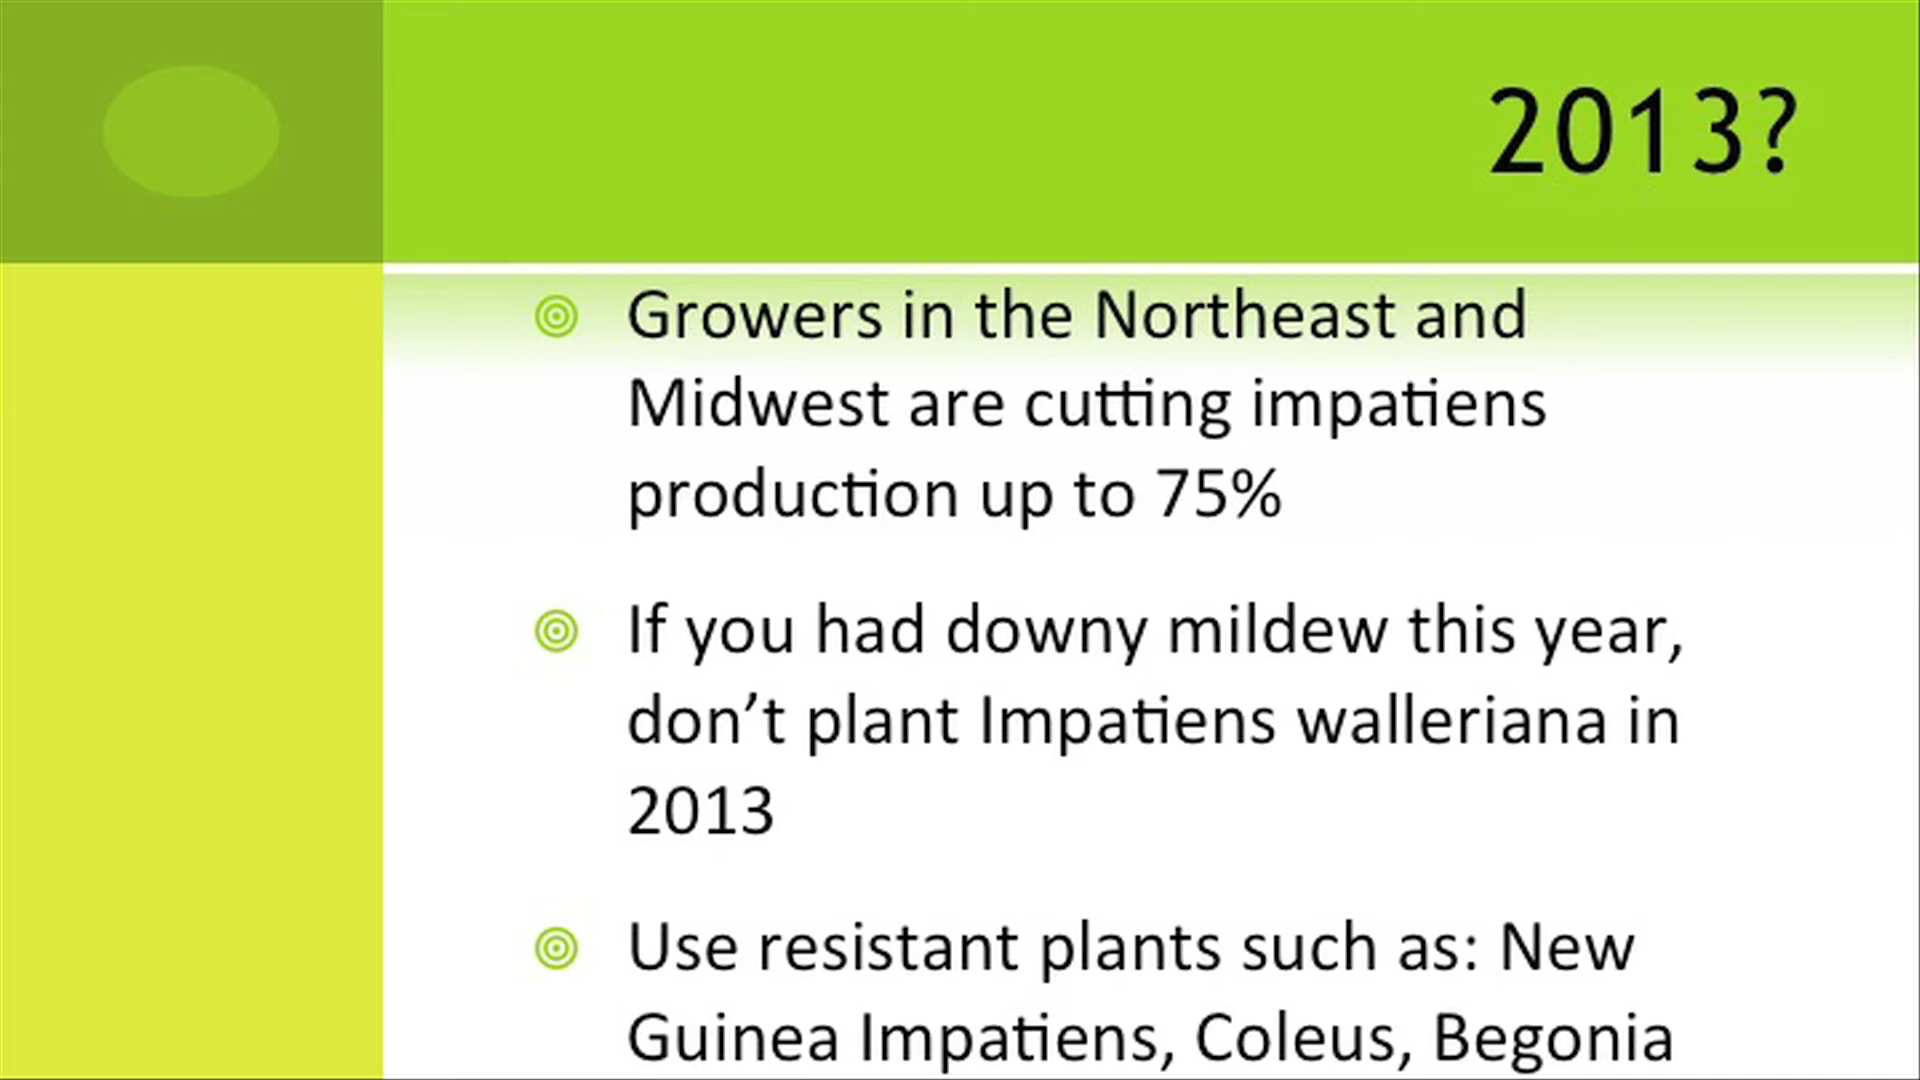 2013?
Growers in the Northeast and
Midwest are cutting impatiens
production up to 75%
If you had downy mildew this year,
don’t plant Impatiens walleriana in
2013
Use resistant plants such as: New
Guinea Impatiens, Coleus, Begonia